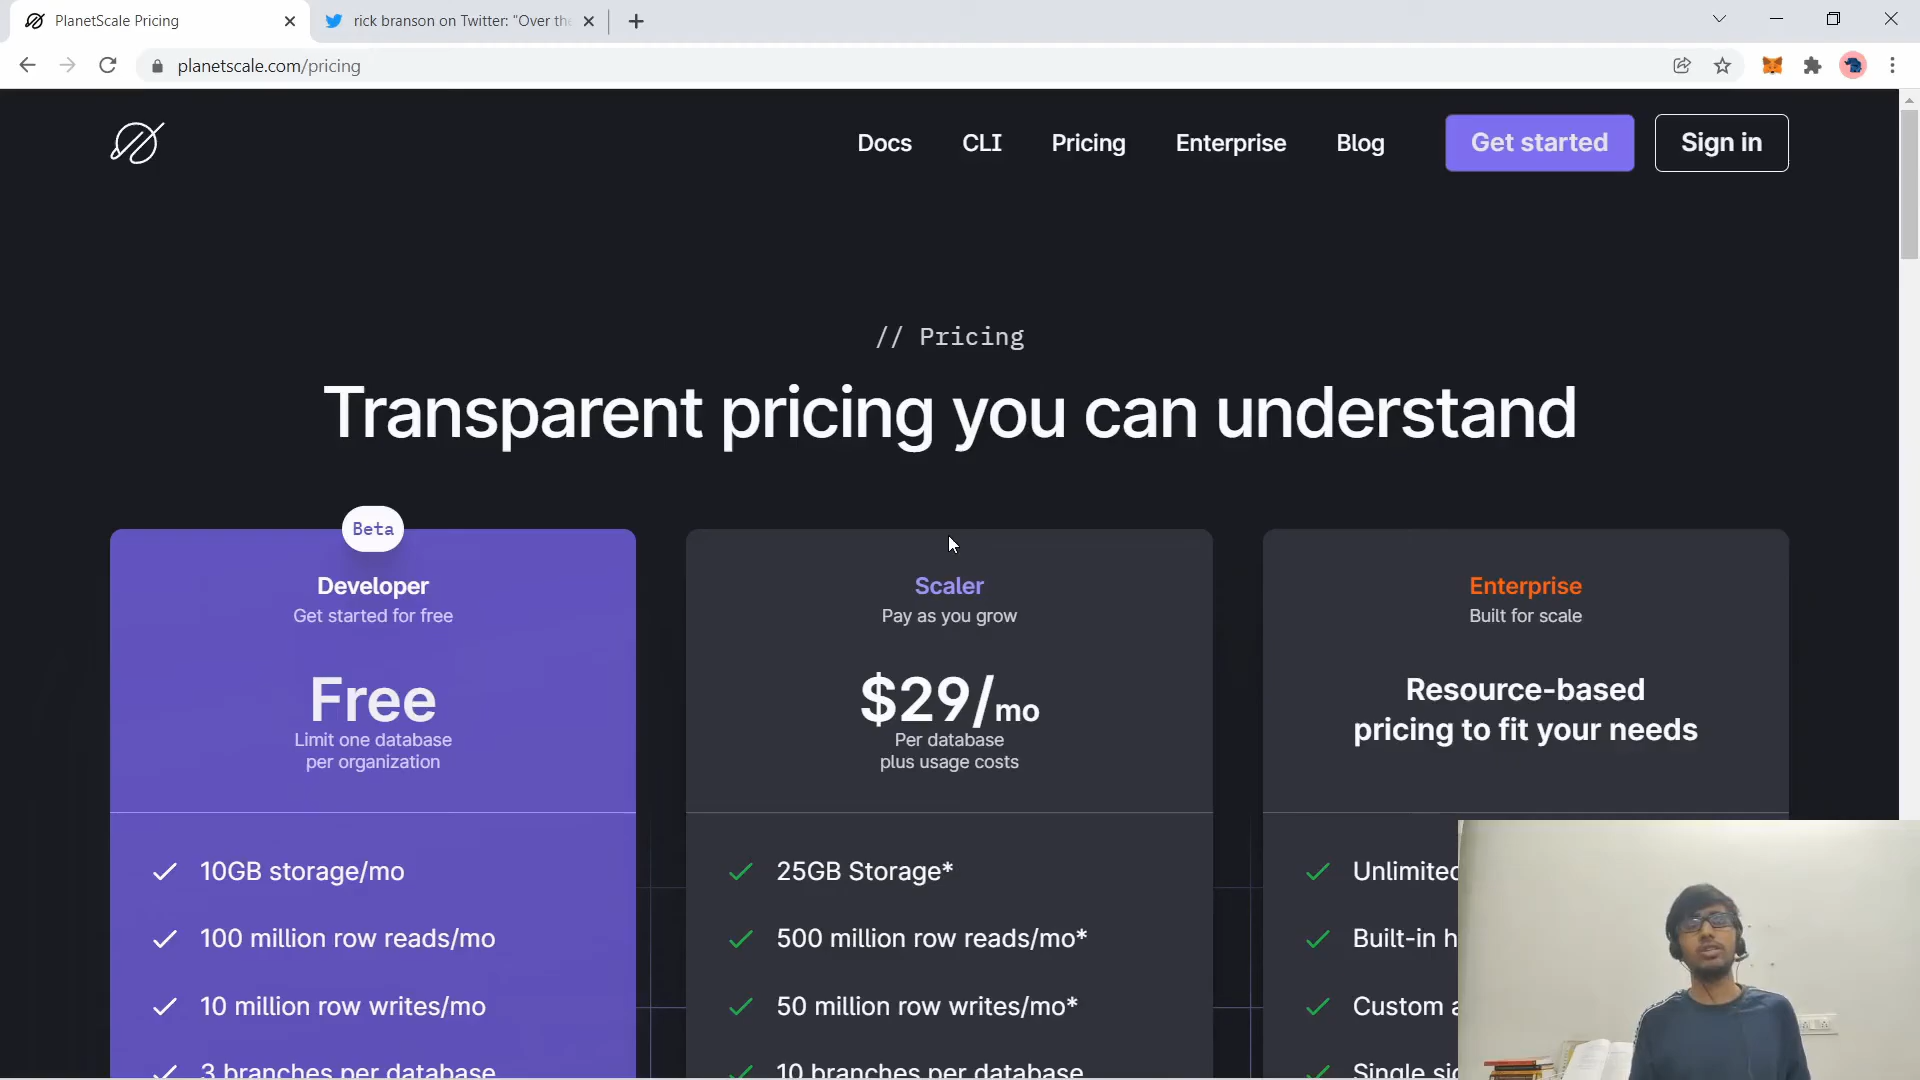 PlanetScale Pricing
rick branson on Twitter: "Over the
planetscale.com/pricing
Docs
CLI
Pricing
Enterprise
Blog
Get started
Sign in
// Pricing
Transparent pricing you can understand
Beta
Developer
Get started for free
Free
Limit one database
per organization
10GB storage/mo
100 million row reads/mo
10 million row writes/mo
3 branches per database
Scaler
Pay as you grow
$29/mo
Per database
plus usage costs
25GB Storage*
500 million row reads/mo*
50 million row writes/mo*
10 branches per database
Enterprise
Built for scale
Resource-based
pricing to fit your needs
Unlimited
Built-in
Custom
Single